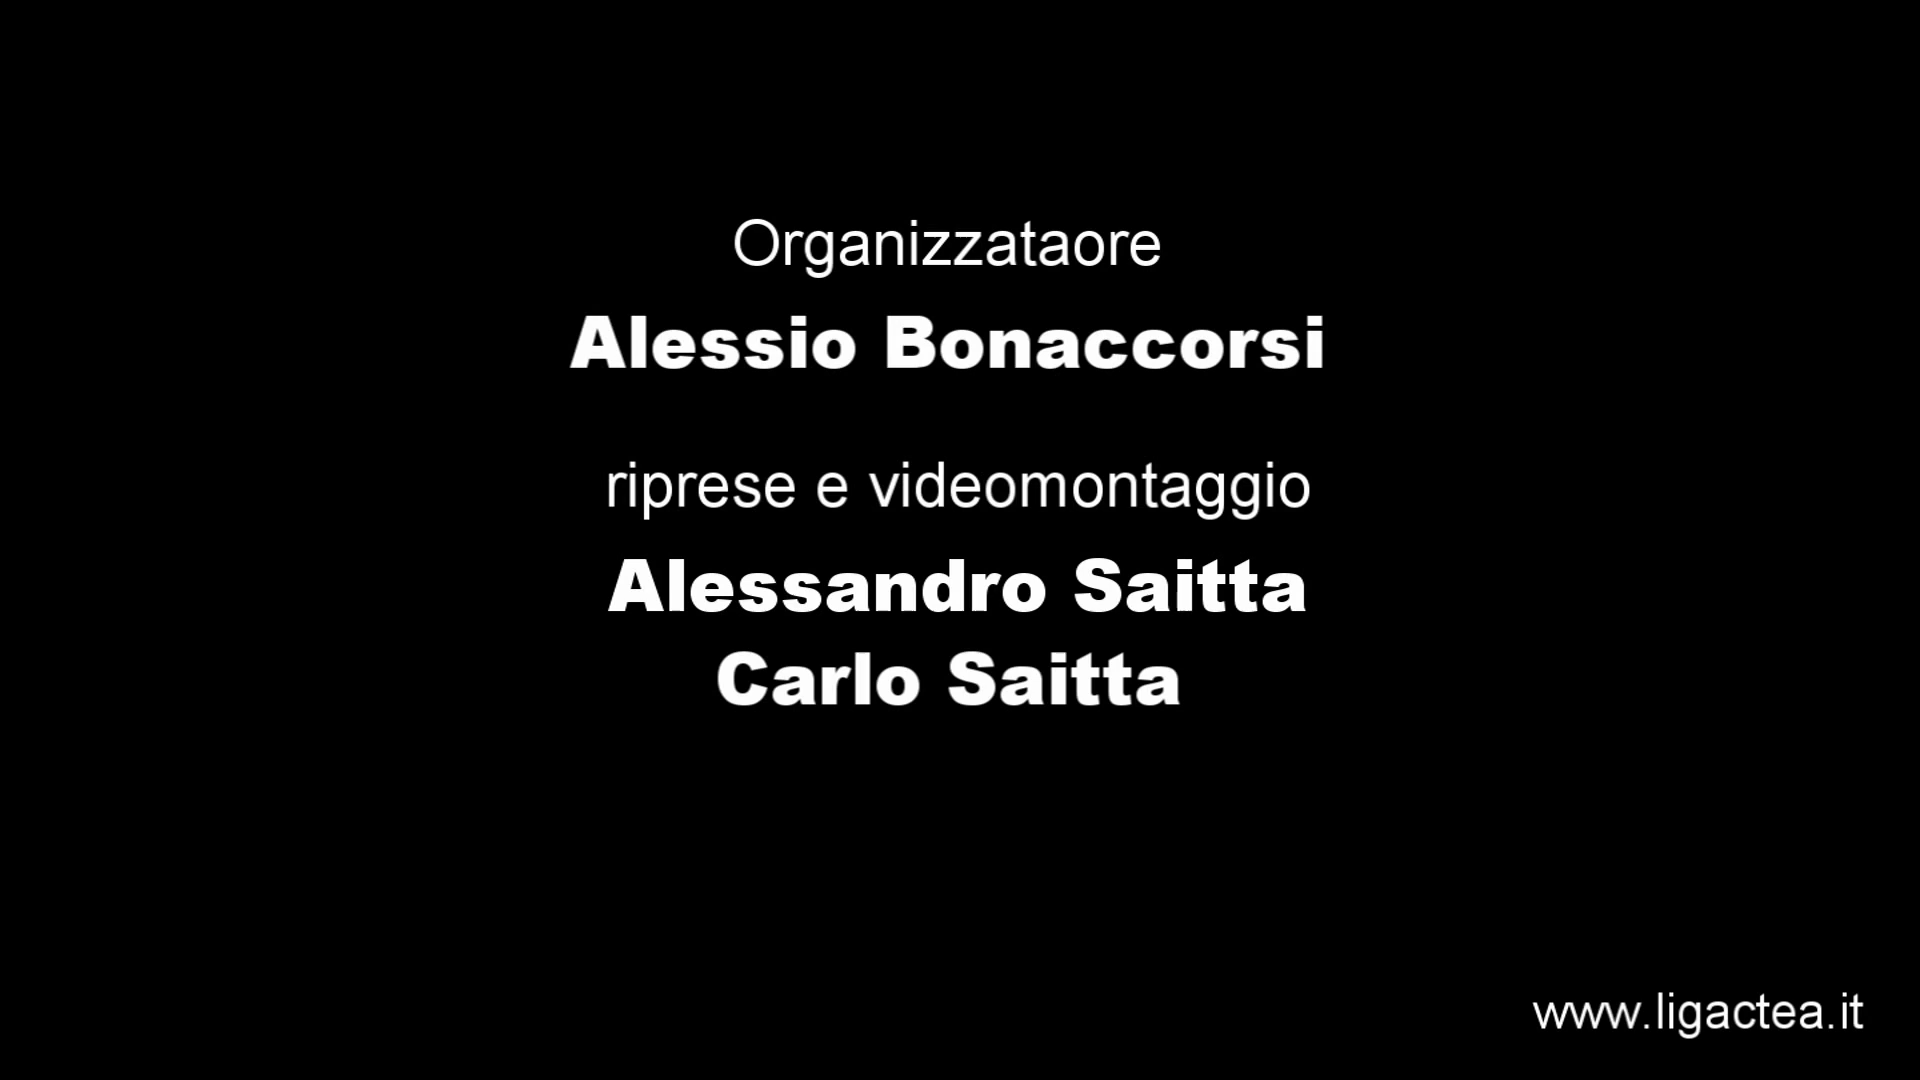 Organizzataore
Alessio Bonaccorsi
riprese e videomontaggio
Alessandro Saitta
Carlo Saitta
www.ligactea.it